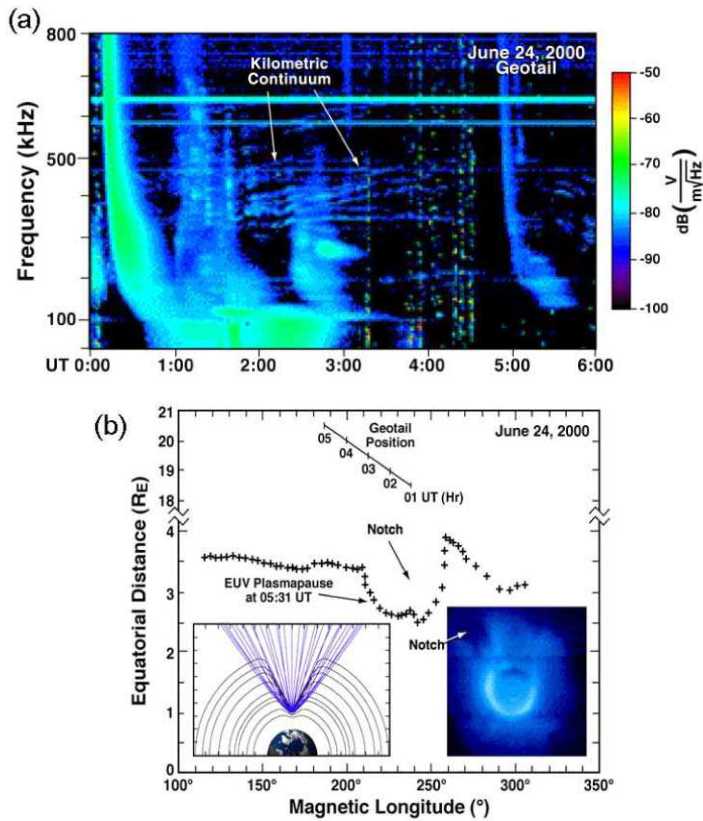 (a)
800
500
100
Frequency (kHz)
Kilometric
Continuum
June 24, 2000
Geotail
-50
-60
-70
-80
-90
-100
dB( V / m√Hz )
UT 0:00 1:00 2:00 3:00 4:00 5:00 6:00
(b)
21
20
19
18
4
3
2
1
0
Equatorial Distance (RE)
Geotail
Position
June 24, 2000
05
04
03
02
01 UT (Hr)
Notch
EUV Plasmapause
at 05:31 UT
Notch
100° 150° 200° 250° 300° 350°
Magnetic Longitude (°)